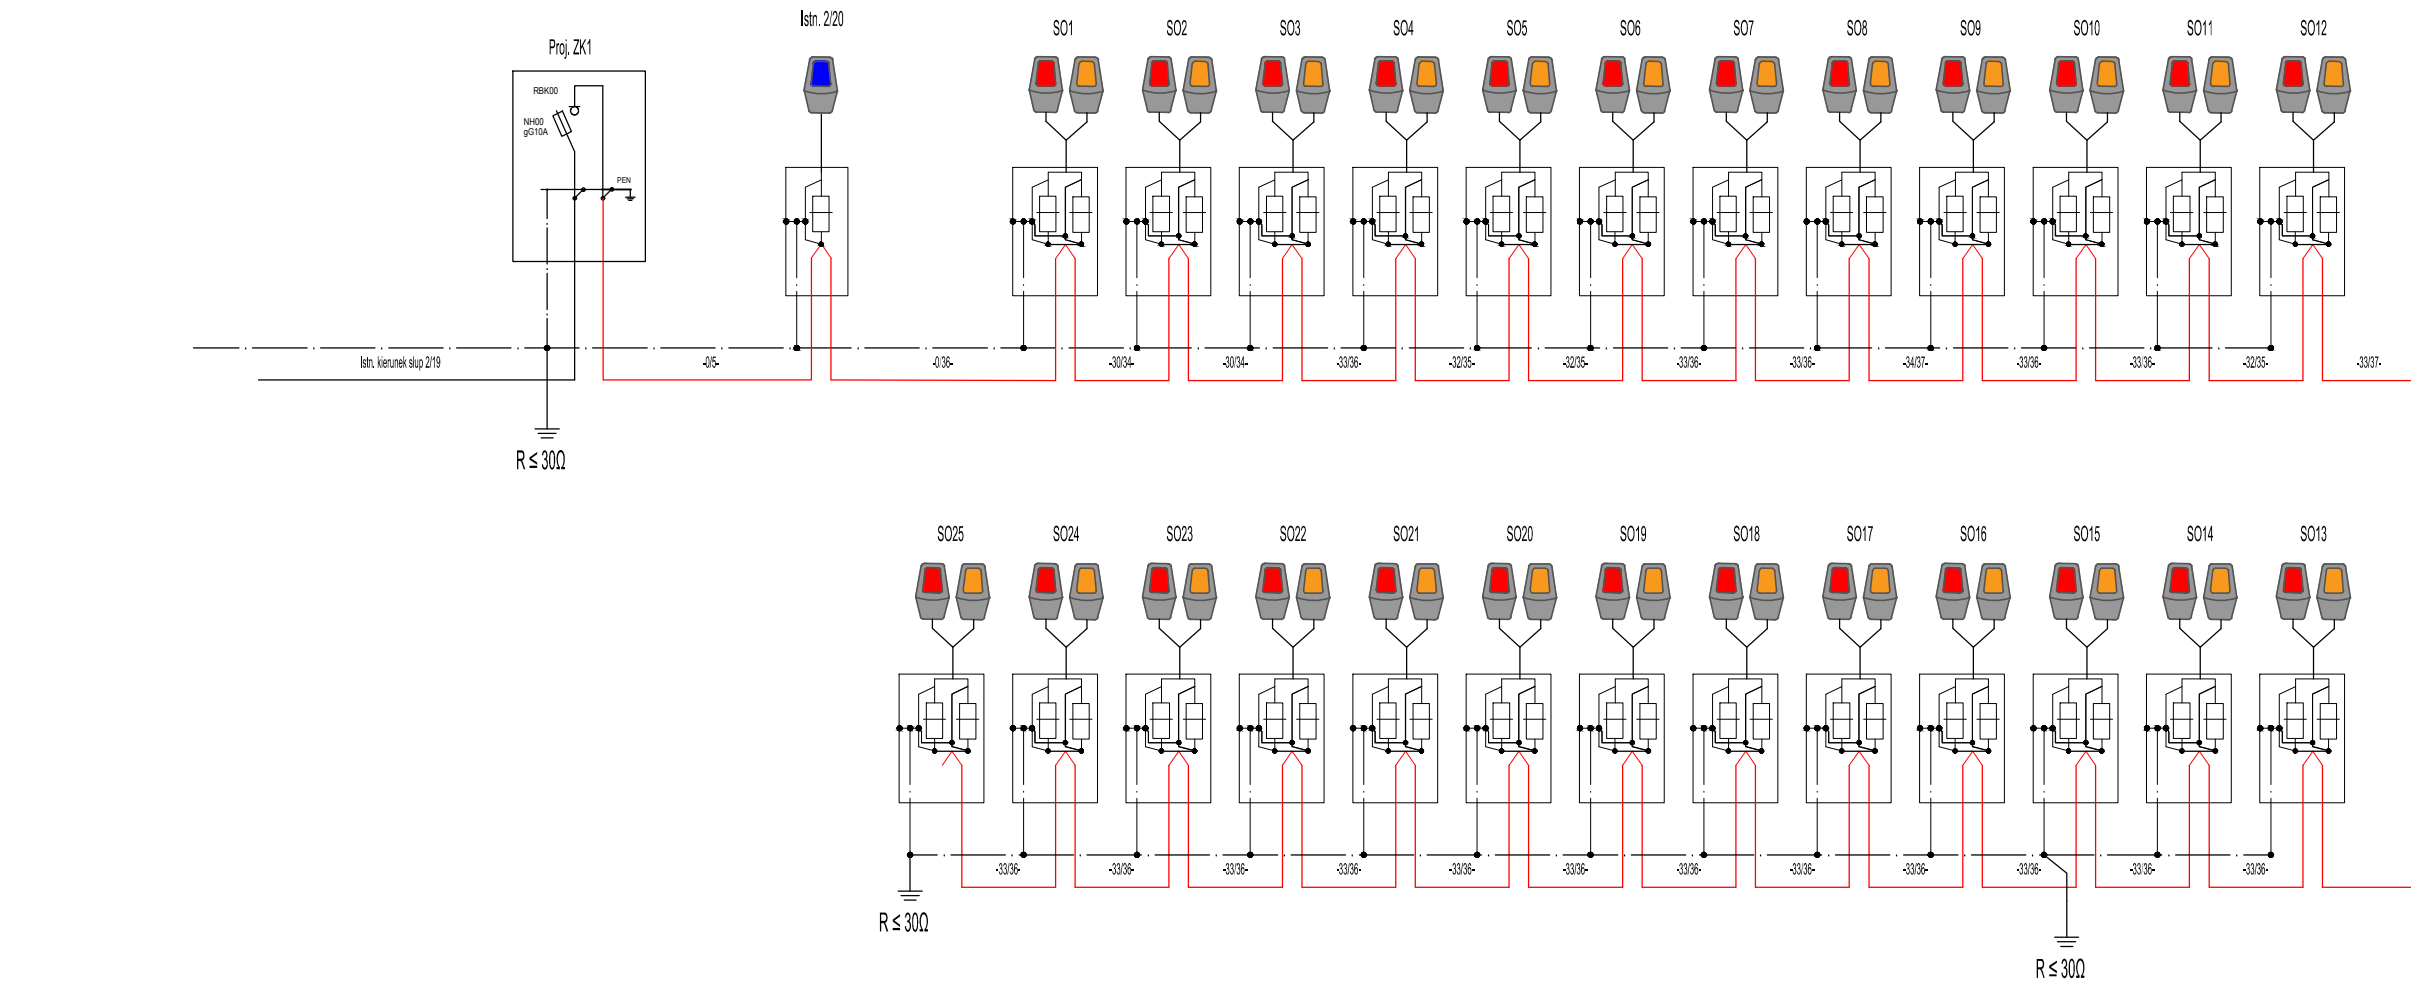 Istn. 2/20
SO1 SO2 SO3 SO4 SO5 SO6 SO7 SO8 SO9 SO10 SO11 SO12
Proj. ZK1
RBK00
NH00
gG10A
PEN
Istn. kierunek słup 2/19 -0/5- -0/36- -30/34- -30/34- -33/36- -32/35- -32/35- -33/36- -33/36- -34/37- -33/36- -33/36- -32/35- -33/37-
R ≤ 30Ω
SO25 SO24 SO23 SO22 SO21 SO20 SO19 SO18 SO17 SO16 SO15 SO14 SO13
-33/36- -33/36- -33/36- -33/36- -33/36- -33/36- -33/36- -33/36- -33/36- -33/36- -33/36- -33/36-
R ≤ 30Ω
R ≤ 30Ω